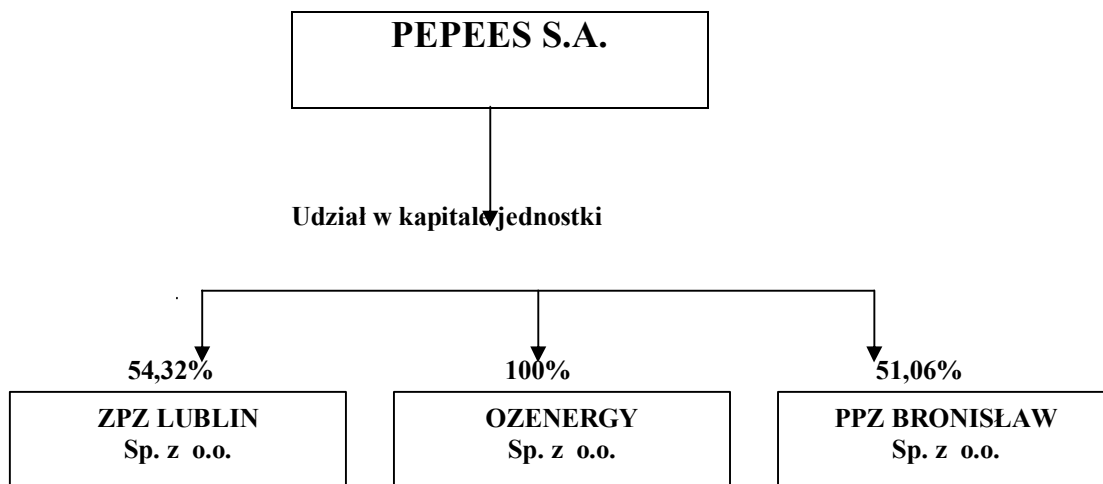 PEPEES S.A.
Udział w kapitale jednostki
54,32% 100% 51,06%
ZPZ LUBLIN OZENERGY PPZ BRONISŁAW
Sp. z o.o. Sp. z o.o. Sp. z o.o.